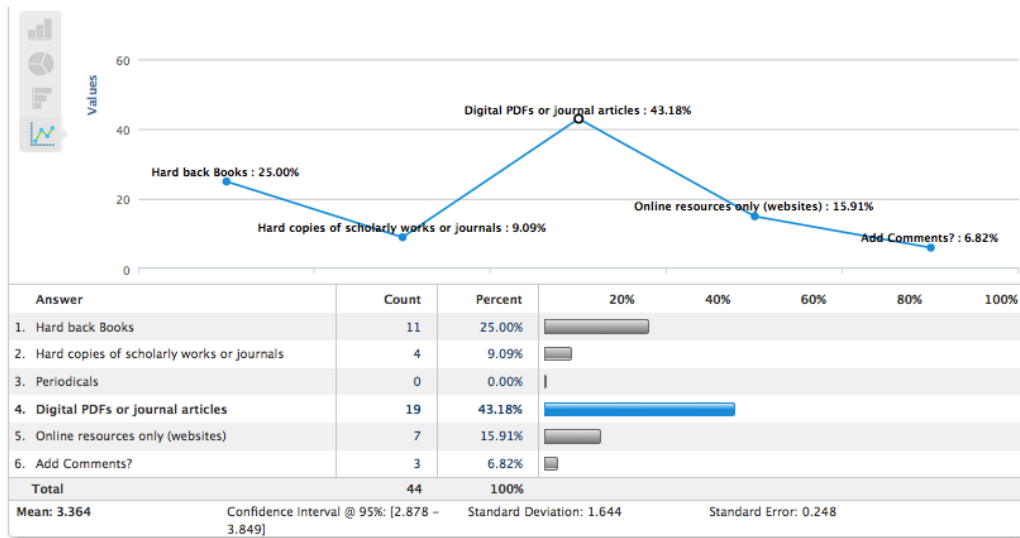 60
Values
Digital PDFs or journal articles : 43.18%
40
Hard back Books : 25.00%
20
Online resources only (websites) : 15.91%
Hard copies of scholarly works or journals : 9.09%
Add Comments? : 6.82%
0
Answer Count Percent 20% 40% 60% 80% 100%
1. Hard back Books 11 25.00%
2. Hard copies of scholarly works or journals 4 9.09%
3. Periodicals 0 0.00%
4. Digital PDFs or journal articles 19 43.18%
5. Online resources only (websites) 7 15.91%
6. Add Comments? 3 6.82%
Total 44 100%
Mean: 3.364 Confidence Interval @ 95%: [2.878 – Standard Deviation: 1.644 Standard Error: 0.248
3.849]